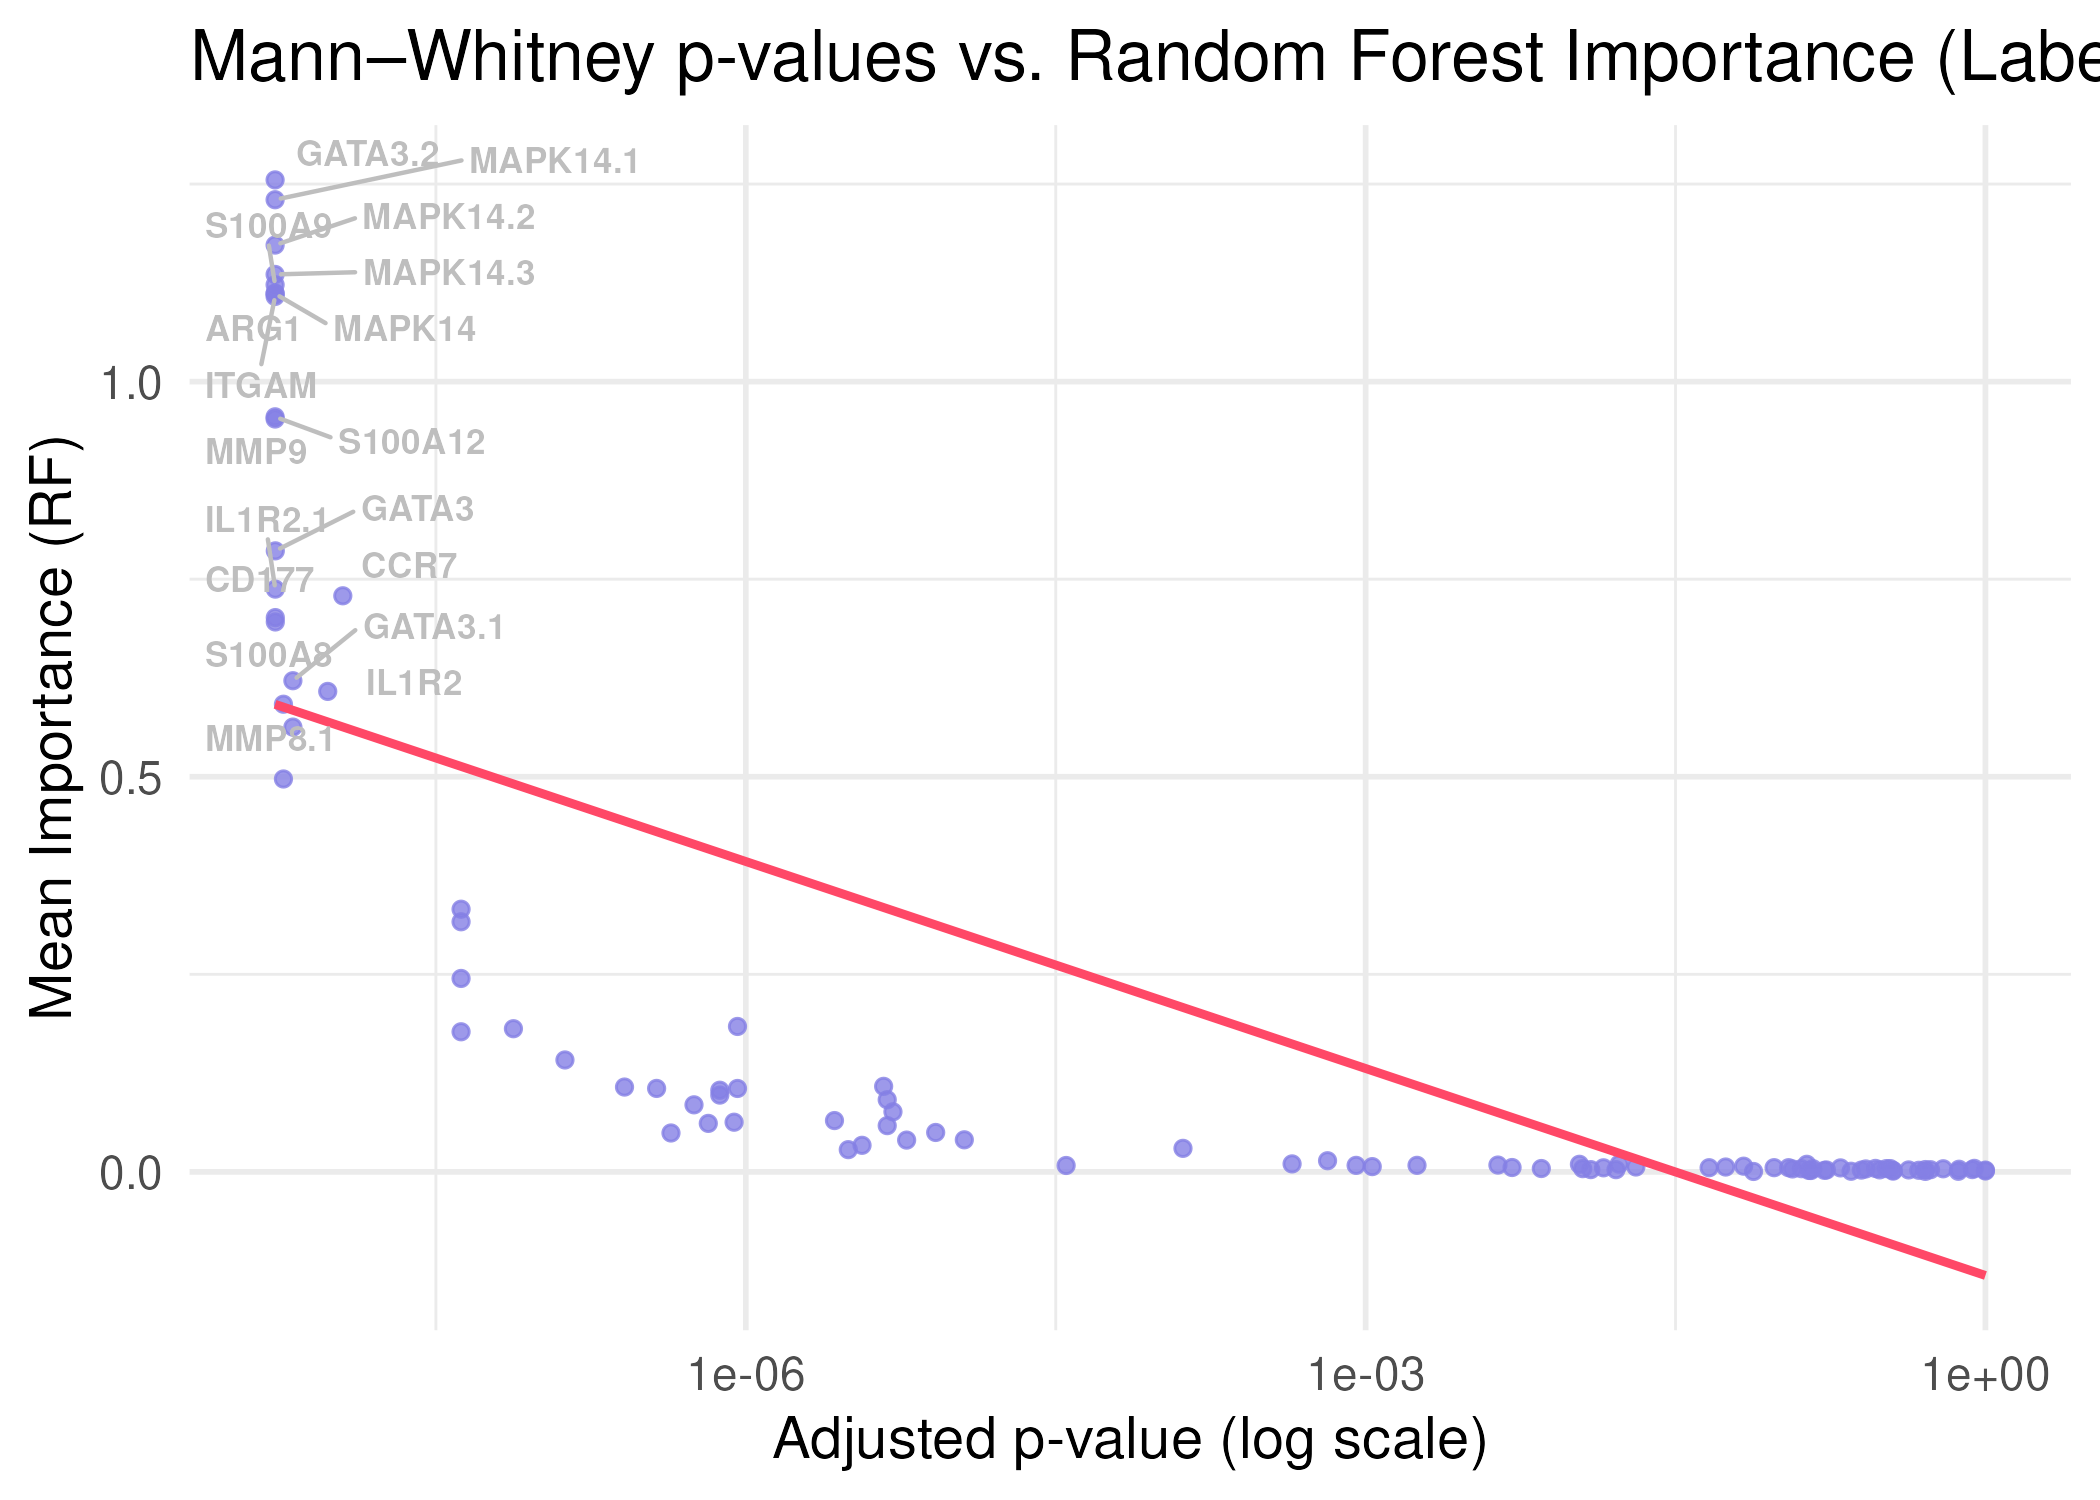 Mann–Whitney p-values vs. Random Forest Importance (Labe
GATA3.2
MAPK14.1
S100A9
MAPK14.2
MAPK14.3
ARG1
MAPK14
ITGAM
1.0
MMP9
S100A12
IL1R2.1
GATA3
CD177
CCR7
S100A8
GATA3.1
IL1R2
MMP8.1
0.5
0.0
Mean Importance (RF)
1e-06
1e-03
1e+00
Adjusted p-value (log scale)